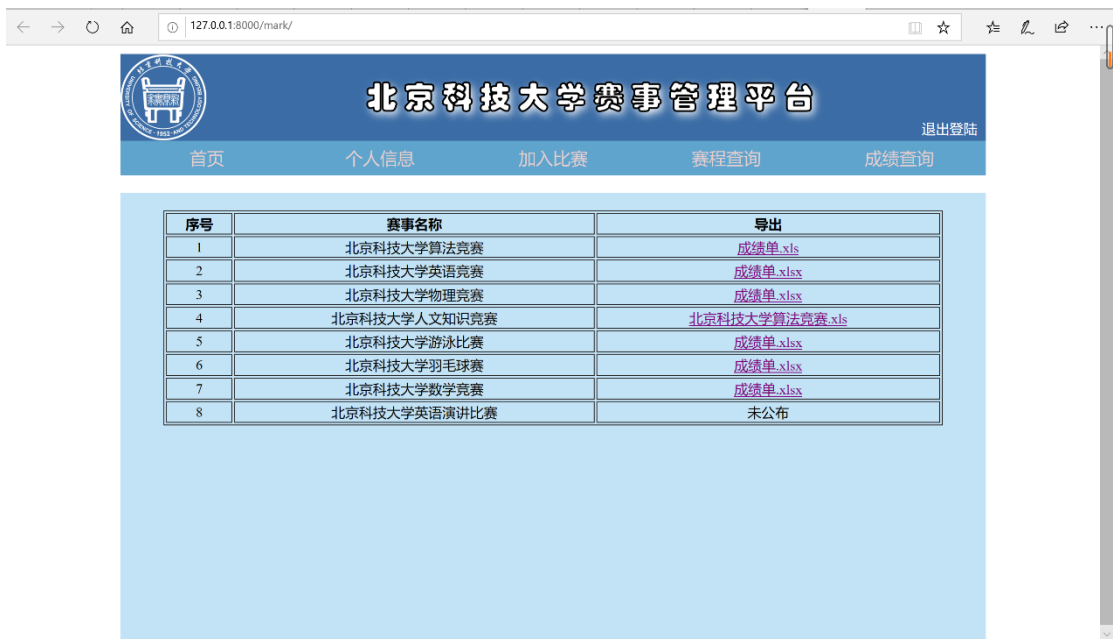 127.0.0.1:8000/mark/
北京科技大学赛事管理平台
退出登陆
首页 个人信息 加入比赛 赛程查询 成绩查询
序号 赛事名称 导出
1 北京科技大学算法竞赛 成绩单.xls
2 北京科技大学英语竞赛 成绩单.xlsx
3 北京科技大学物理竞赛 成绩单.xlsx
4 北京科技大学人文知识竞赛 北京科技大学算法竞赛.xls
5 北京科技大学游泳比赛 成绩单.xlsx
6 北京科技大学羽毛球赛 成绩单.xlsx
7 北京科技大学数学竞赛 成绩单.xlsx
8 北京科技大学英语演讲比赛 未公布